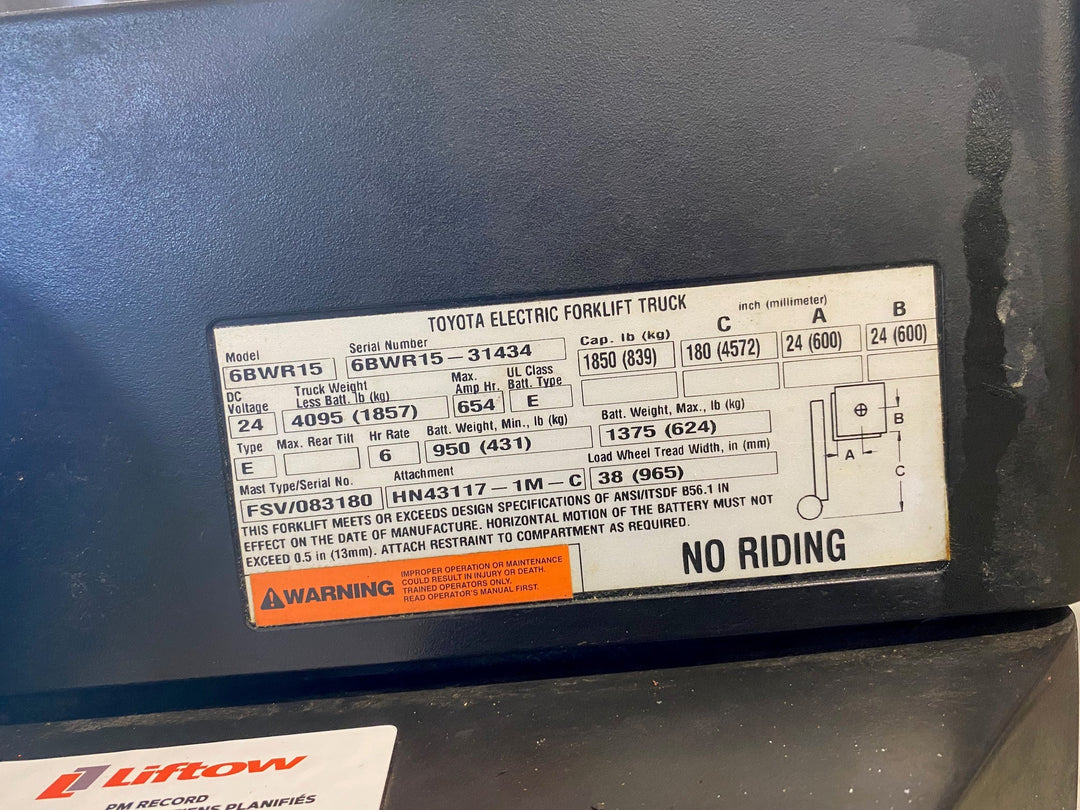 TOYOTA ELECTRIC FORKLIFT TRUCK
inch (millimeter)
Model
Serial Number
Cap. lb (kg)
C
A
B
6BWR15
6BWR15-31434
1850 (839)
180 (4572)
24 (600)
24 (600)
DC Voltage
Truck Weight Less Batt. lb (kg)
Max. Amp Hr.
UL Class Batt. Type
24
4095 (1857)
654
E
Type
Max. Rear Tilt
Hr Rate
Batt. Weight, Min., lb (kg)
Batt. Weight, Max., lb (kg)
E
6
950 (431)
1375 (624)
Mast Type/Serial No.
Attachment
Load Wheel Tread Width, in (mm)
FSV/083180
HN43117-1M-C
38 (965)
B
A
C
THIS FORKLIFT MEETS OR EXCEEDS DESIGN SPECIFICATIONS OF ANSI/ITSDF B56.1 IN
EFFECT ON THE DATE OF MANUFACTURE. HORIZONTAL MOTION OF THE BATTERY MUST NOT
EXCEED 0.5 in (13mm). ATTACH RESTRAINT TO COMPARTMENT AS REQUIRED.
WARNING
IMPROPER OPERATION OR MAINTENANCE
COULD RESULT IN INJURY OR DEATH.
TRAINED OPERATORS ONLY.
READ OPERATOR'S MANUAL FIRST.
NO RIDING
Liftow
PM RECORD
PLANIFIÉS